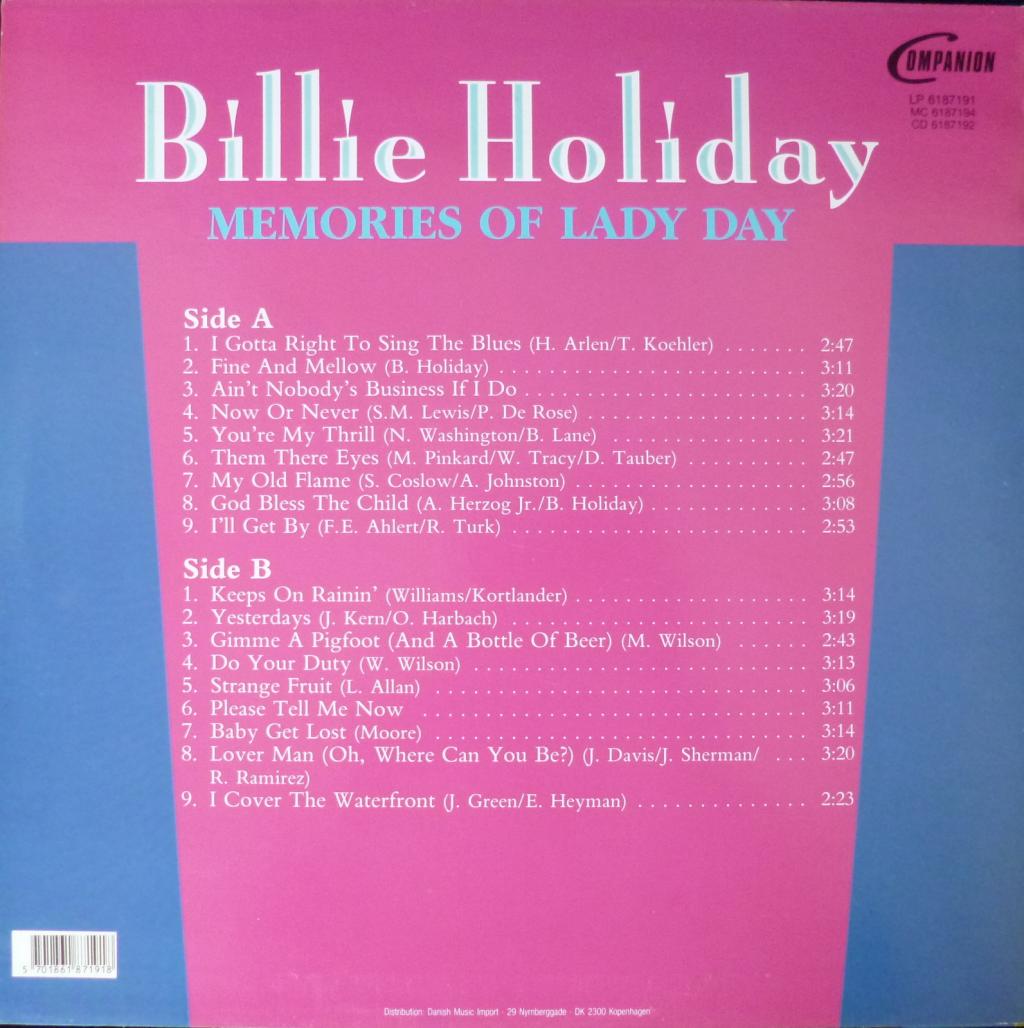 COMPANION
LP 6187191
MC 6187194
CD 6187192
Billie Holiday
MEMORIES OF LADY DAY
Side A
1. I Gotta Right To Sing The Blues (H. Arlen/T. Koehler) ....... 2:47
2. Fine And Mellow (B. Holiday) ........................... 3:11
3. Ain't Nobody's Business If I Do ......................... 3:20
4. Now Or Never (S.M. Lewis/P. De Rose) ................... 3:14
5. You're My Thrill (N. Washington/B. Lane) ................. 3:21
6. Them There Eyes (M. Pinkard/W. Tracy/D. Tauber) .......... 2:47
7. My Old Flame (S. Coslow/A. Johnston) .................... 2:56
8. God Bless The Child (A. Herzog Jr./B. Holiday) ............. 3:08
9. I'll Get By (F.E. Ahlert/R. Turk) .......................... 2:53
Side B
1. Keeps On Rainin' (Williams/Kortlander) .................... 3:14
2. Yesterdays (J. Kern/O. Harbach) .......................... 3:19
3. Gimme A Pigfoot (And A Bottle Of Beer) (M. Wilson) ...... 2:43
4. Do Your Duty (W. Wilson) ............................. 3:13
5. Strange Fruit (L. Allan) ................................ 3:06
6. Please Tell Me Now ................................. 3:11
7. Baby Get Lost (Moore) ................................ 3:14
8. Lover Man (Oh, Where Can You Be?) (J. Davis/J. Sherman/ ... 3:20
R. Ramirez)
9. I Cover The Waterfront (J. Green/E. Heyman) .............. 2:23
5 701861 871918
Distribution: Danish Music Import · 29 Nyrnberggade · DK 2300 Kopenhagen